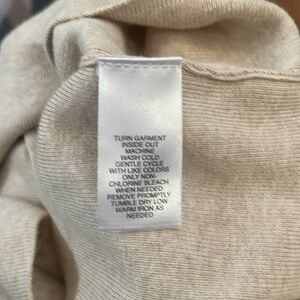 TURN GARMENT
INSIDE OUT
MACHINE
WASH COLD
GENTLE CYCLE
WITH LIKE COLORS
ONLY NON-
CHLORINE BLEACH
WHEN NEEDED
REMOVE PROMPTLY
TUMBLE DRY LOW
WARM IRON AS
NEEDED